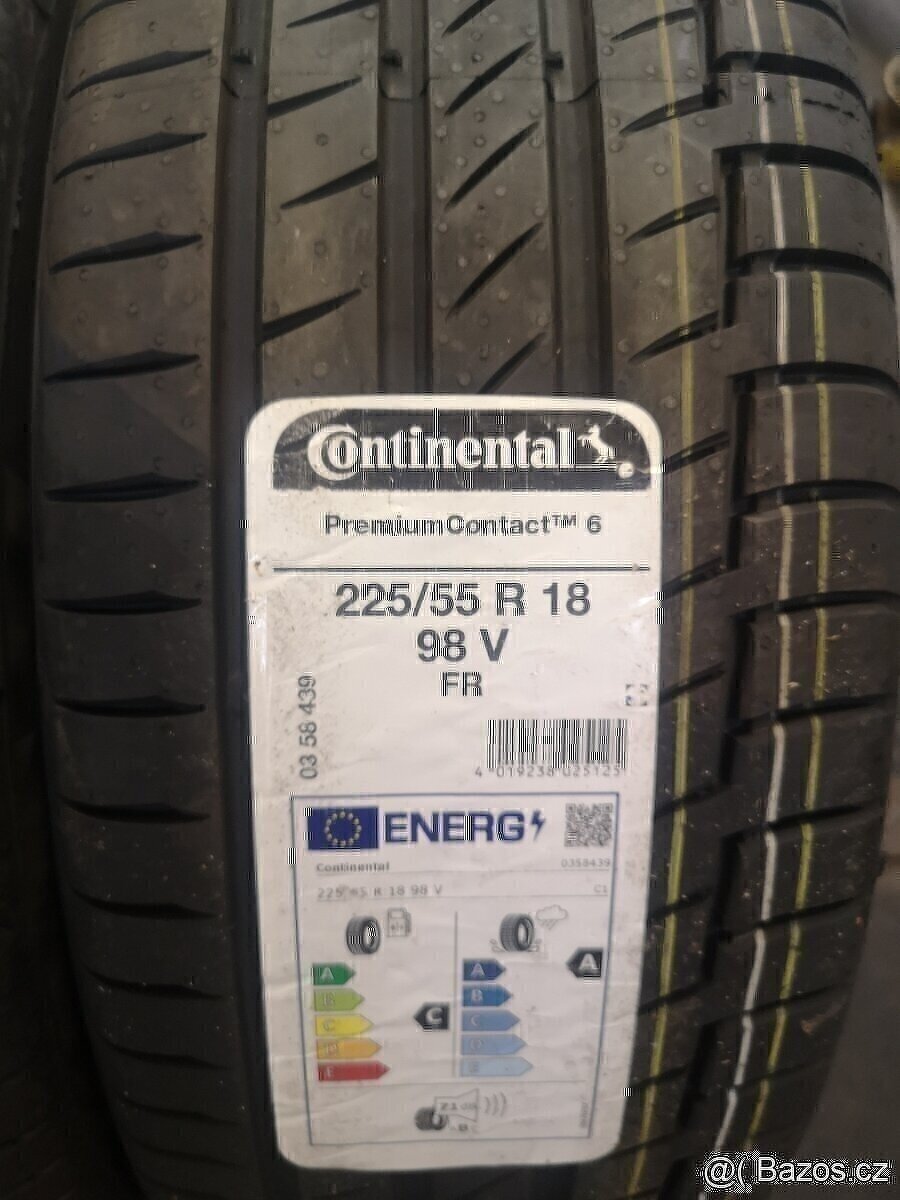 Continental
PremiumContact™ 6
225/55 R 18
98 V
FR
03 58 439
4 019238 025125
ENERG
Continental
0358439
225/55 R 18 98 V
C1
A
A
A
B
B
C
C
C
E
@( Bazos.cz